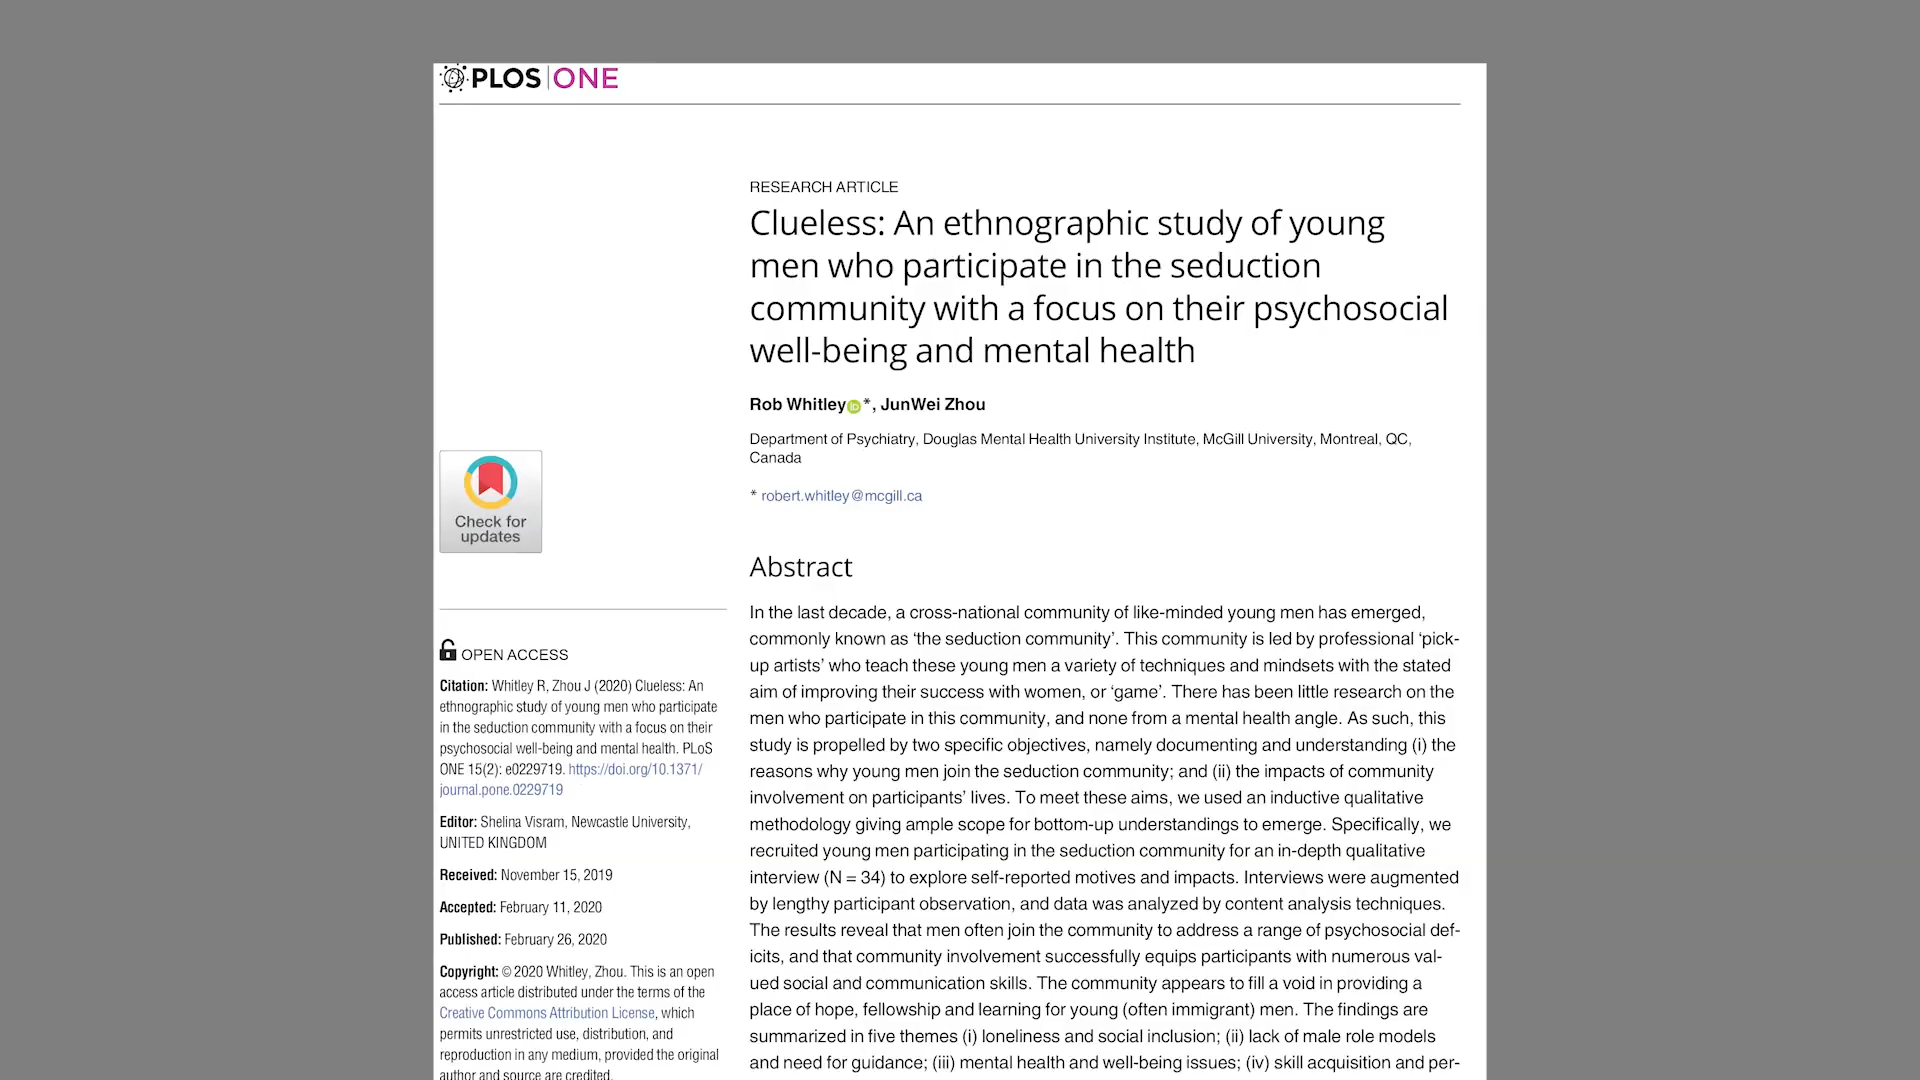 PLOS | ONE
RESEARCH ARTICLE
Clueless: An ethnographic study of young
men who participate in the seduction
community with a focus on their psychosocial
well-being and mental health
Rob Whitley iD *, JunWei Zhou
Department of Psychiatry, Douglas Mental Health University Institute, McGill University, Montreal, QC,
Canada
* robert.whitley@mcgill.ca
Check for
updates
OPEN ACCESS
Citation: Whitley R, Zhou J (2020) Clueless: An
ethnographic study of young men who participate
in the seduction community with a focus on their
psychosocial well-being and mental health. PLoS
ONE 15(2): e0229719. https://doi.org/10.1371/
journal.pone.0229719
Editor: Shelina Visram, Newcastle University,
UNITED KINGDOM
Received: November 15, 2019
Accepted: February 11, 2020
Published: February 26, 2020
Copyright: © 2020 Whitley, Zhou. This is an open
access article distributed under the terms of the
Creative Commons Attribution License, which
permits unrestricted use, distribution, and
reproduction in any medium, provided the original
author and source are credited.
Abstract
In the last decade, a cross-national community of like-minded young men has emerged,
commonly known as ‘the seduction community’. This community is led by professional ‘pick-
up artists’ who teach these young men a variety of techniques and mindsets with the stated
aim of improving their success with women, or ‘game’. There has been little research on the
men who participate in this community, and none from a mental health angle. As such, this
study is propelled by two specific objectives, namely documenting and understanding (i) the
reasons why young men join the seduction community; and (ii) the impacts of community
involvement on participants’ lives. To meet these aims, we used an inductive qualitative
methodology giving ample scope for bottom-up understandings to emerge. Specifically, we
recruited young men participating in the seduction community for an in-depth qualitative
interview (N = 34) to explore self-reported motives and impacts. Interviews were augmented
by lengthy participant observation, and data was analyzed by content analysis techniques.
The results reveal that men often join the community to address a range of psychosocial def-
icits, and that community involvement successfully equips participants with numerous val-
ued social and communication skills. The community appears to fill a void in providing a
place of hope, fellowship and learning for young (often immigrant) men. The findings are
summarized in five themes (i) loneliness and social inclusion; (ii) lack of male role models
and need for guidance; (iii) mental health and well-being issues; (iv) skill acquisition and per-